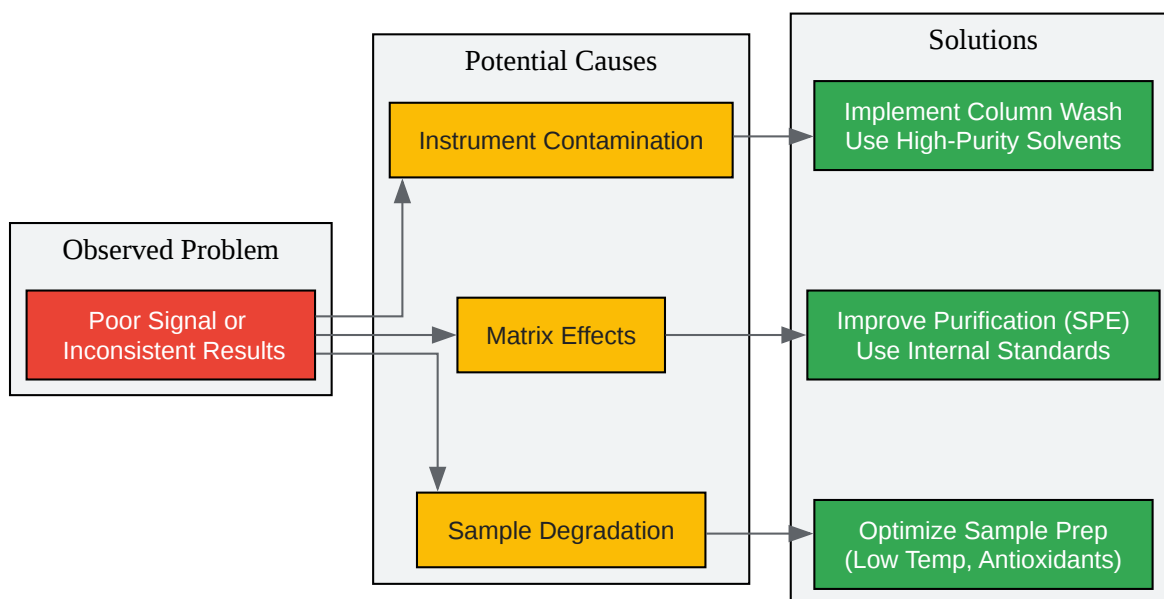 Observed Problem
Poor Signal or
Inconsistent Results
Potential Causes
Instrument Contamination
Matrix Effects
Sample Degradation
Solutions
Implement Column Wash
Use High-Purity Solvents
Improve Purification (SPE)
Use Internal Standards
Optimize Sample Prep
(Low Temp, Antioxidants)